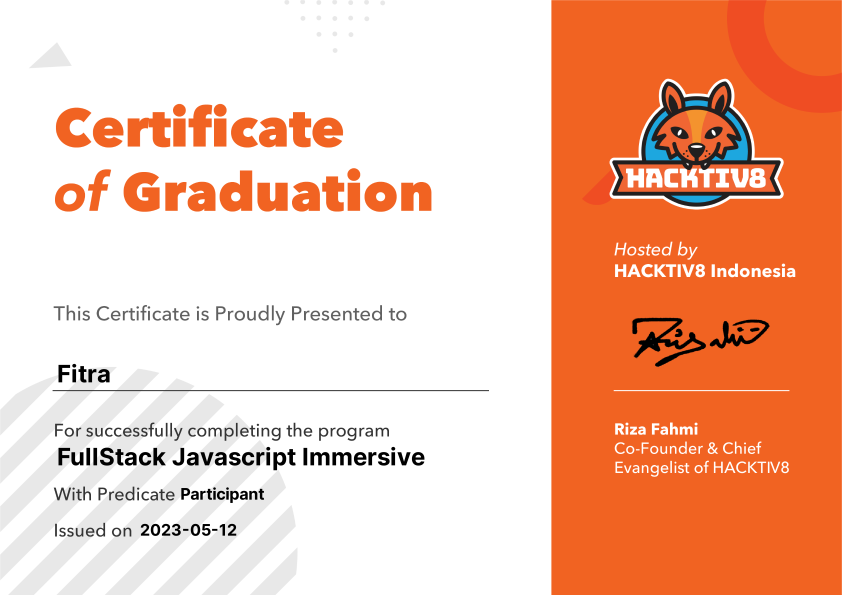 Certificate
of Graduation
This Certificate is Proudly Presented to
Fitra
For successfully completing the program
FullStack Javascript Immersive
With Predicate Participant
Issued on 2023-05-12
HACKTIV8
Hosted by
HACKTIV8 Indonesia
Riza Fahmi
Co-Founder & Chief
Evangelist of HACKTIV8